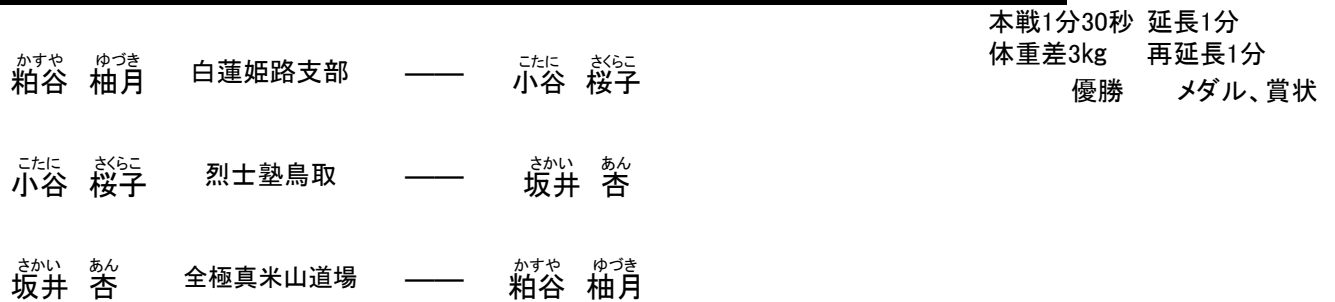 本戦1分30秒 延長1分
体重差3kg 再延長1分
優勝 メダル、賞状
かすや ゆづき こたに さくらこ
粕谷 柚月 白蓮姫路支部 ―― 小谷 桜子
こたに さくらこ さかい あん
小谷 桜子 烈士塾鳥取 ―― 坂井 杏
さかい あん かすや ゆづき
坂井 杏 全極真米山道場 ―― 粕谷 柚月